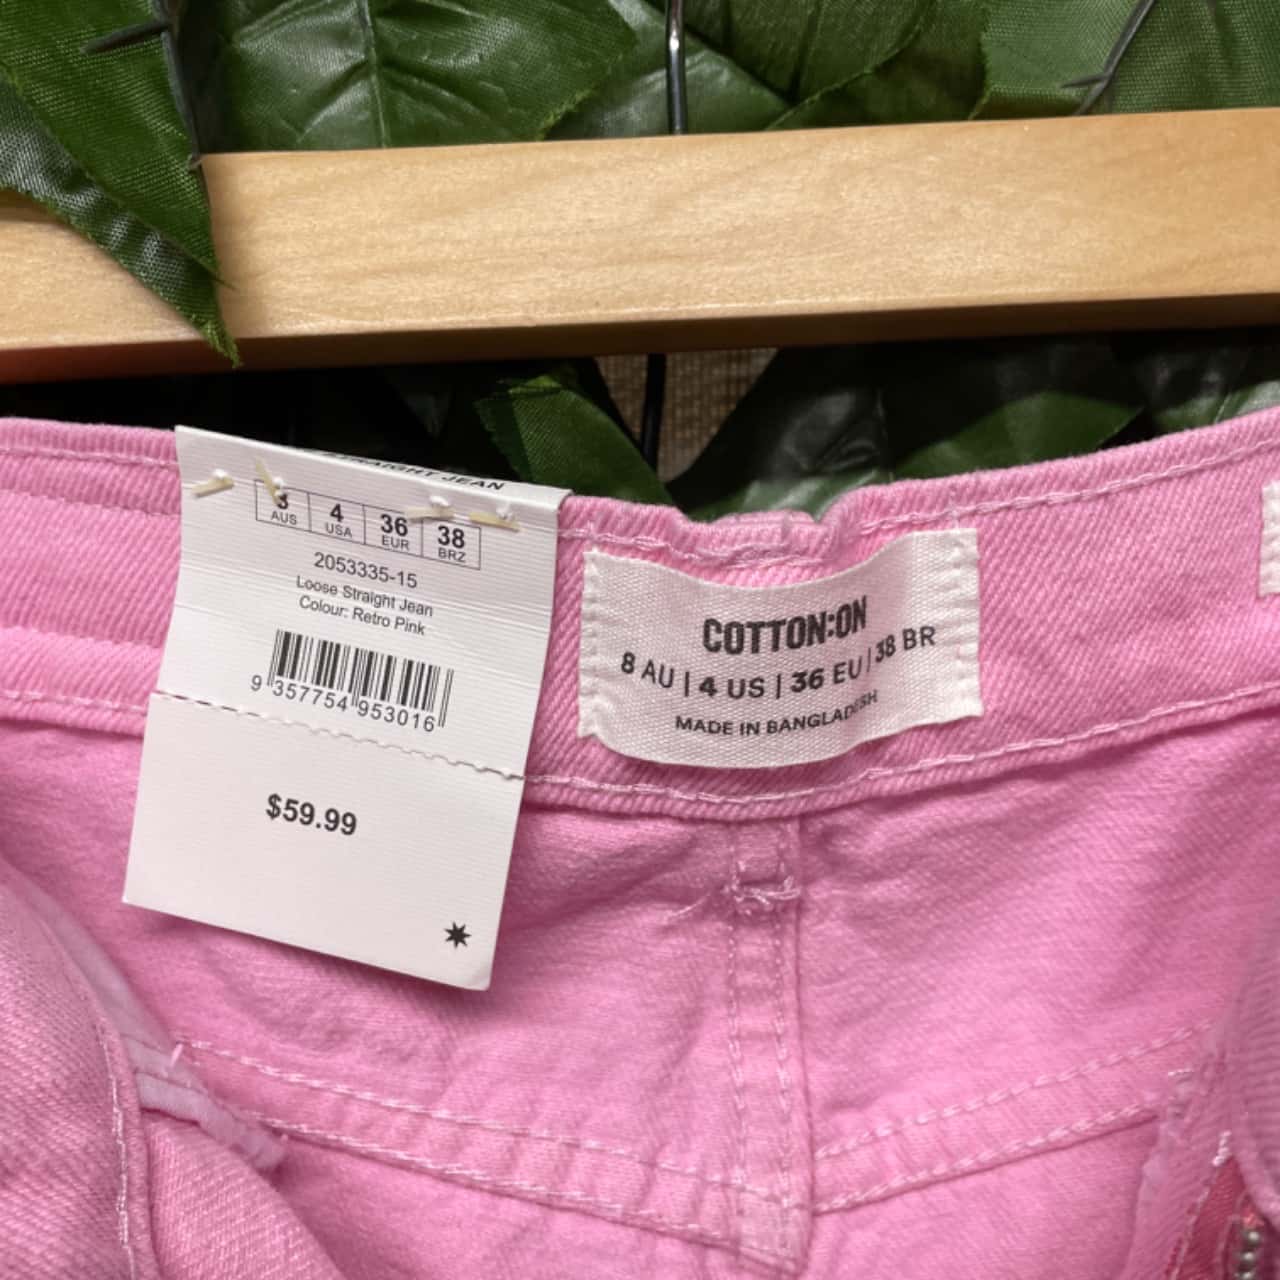 STRAIGHT JEAN
8 4 36 38
AUS USA EUR BRZ
2053335-15
Loose Straight Jean
Colour: Retro Pink
9 357754 953016
$59.99
COTTON:ON
8 AU | 4 US | 36 EU | 38 BR
MADE IN BANGLADESH